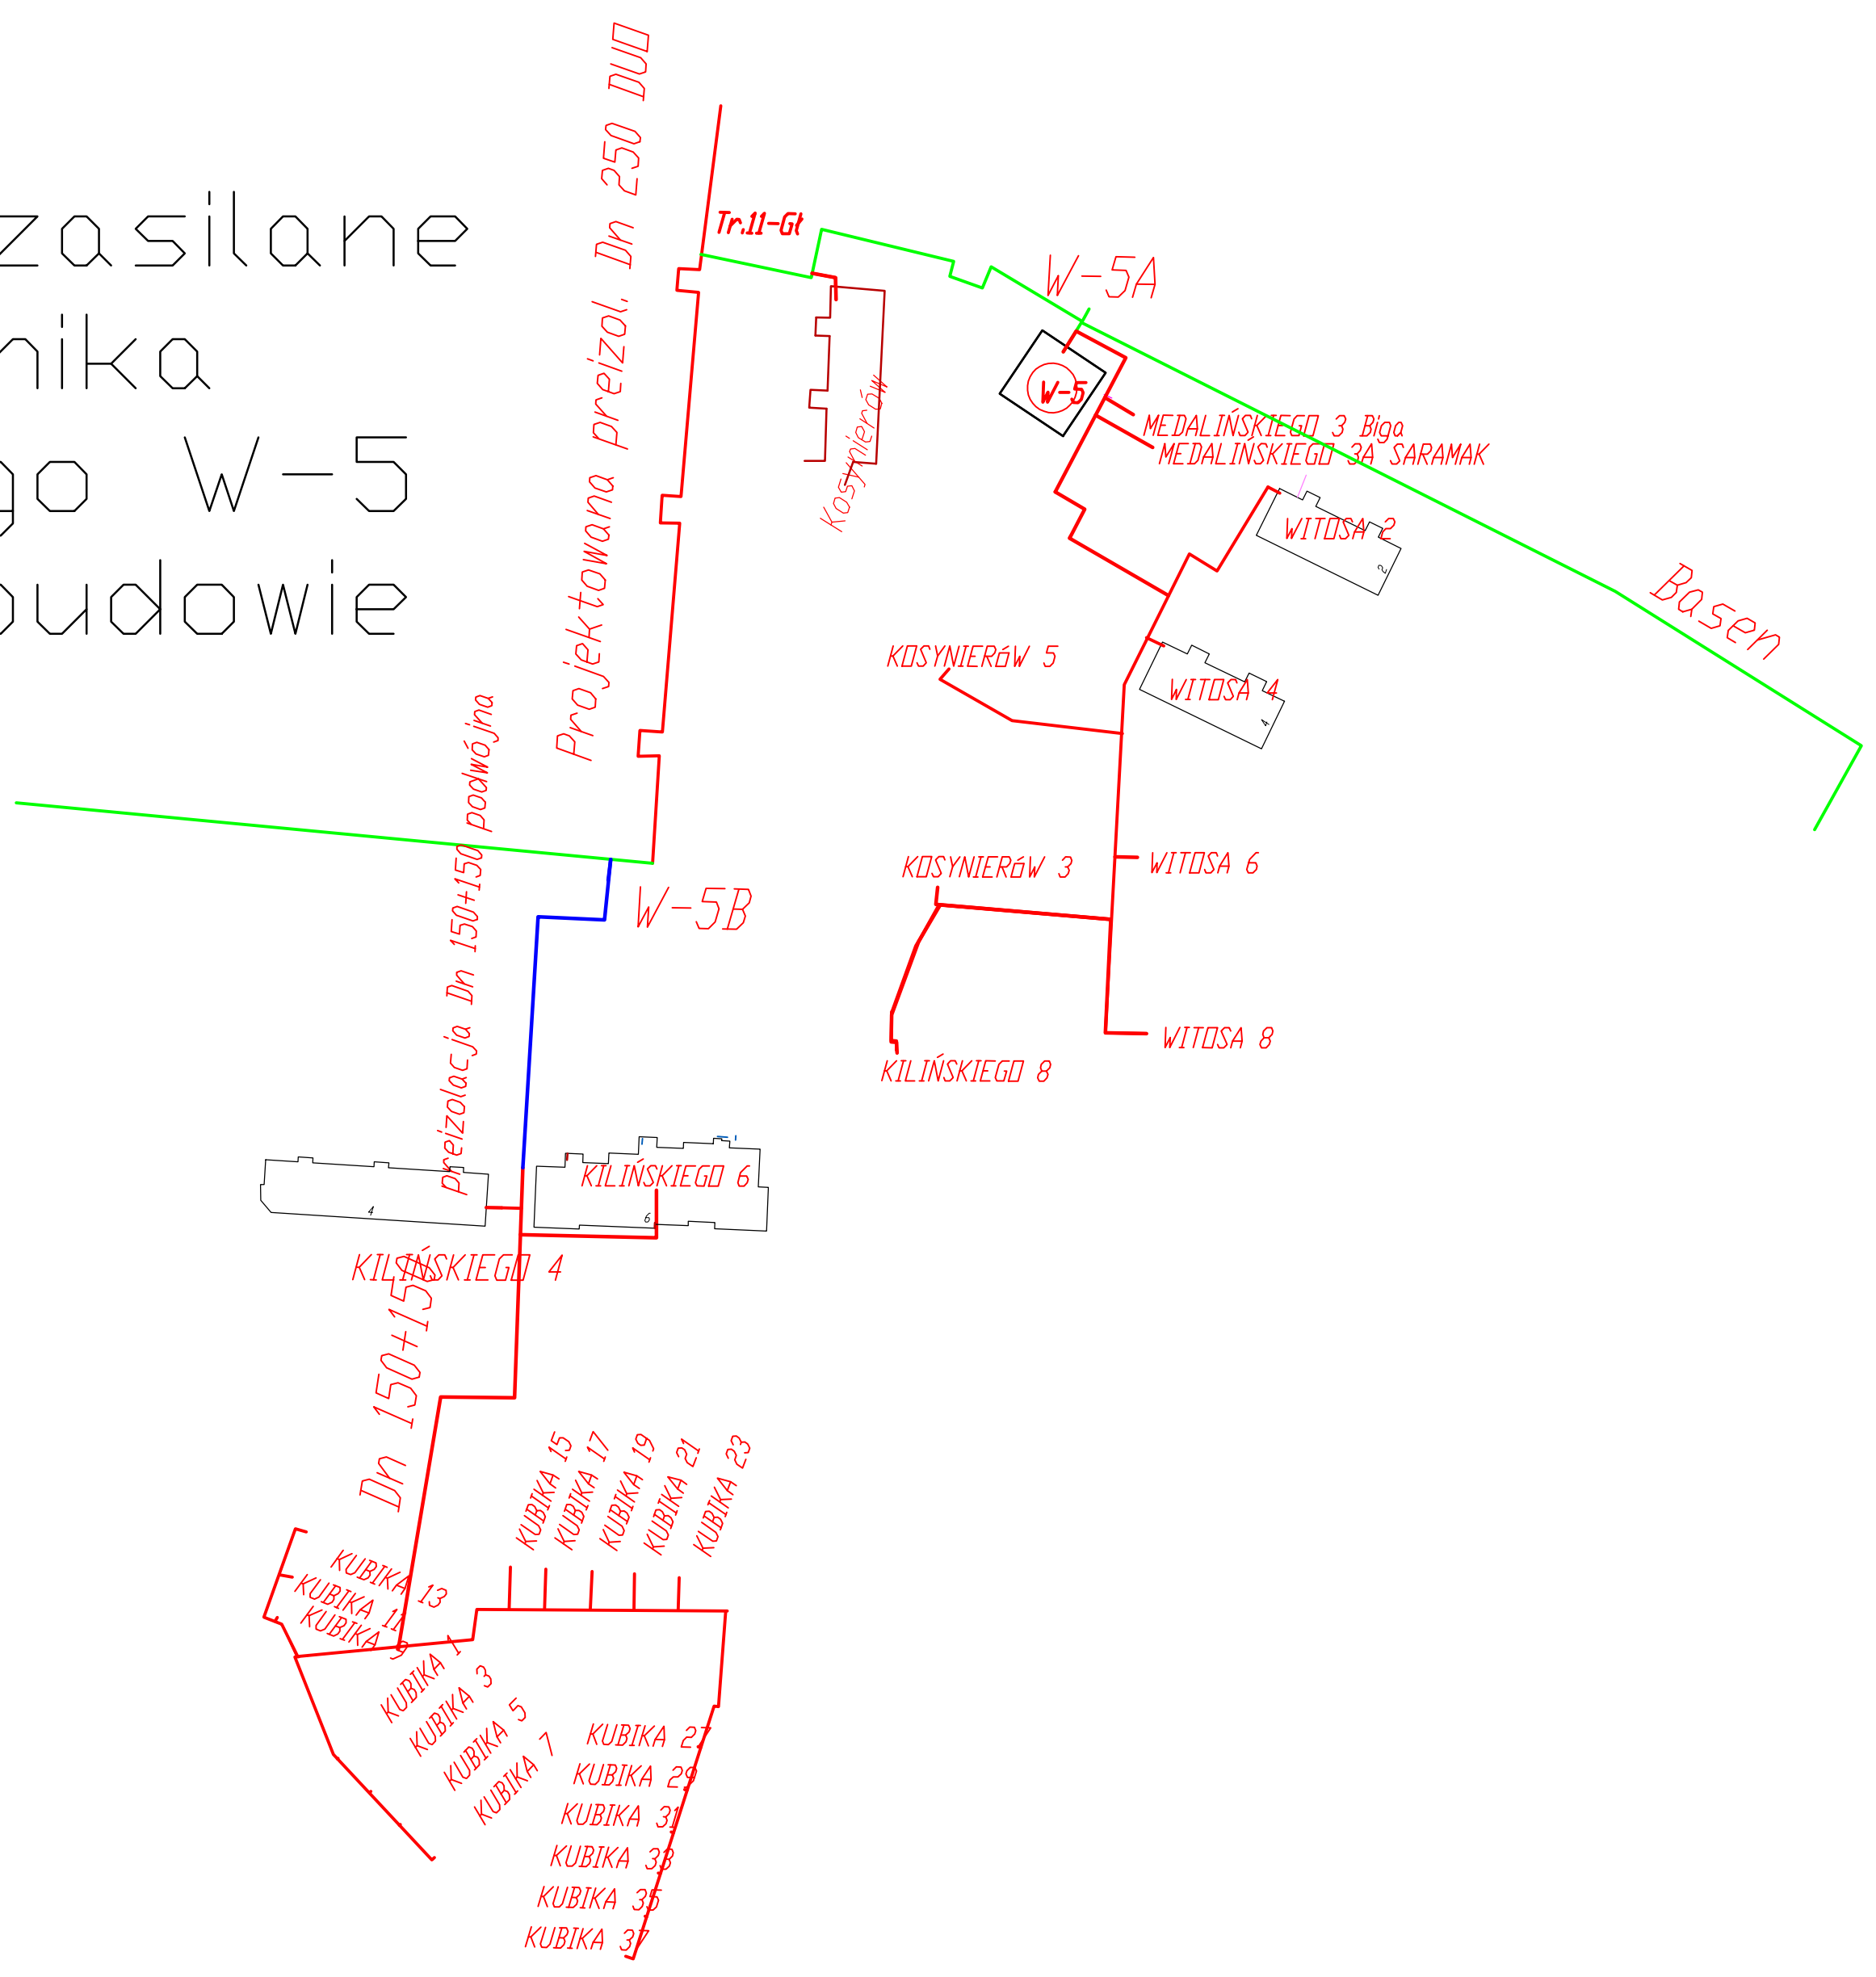 zasilane
nika
go W-5
budowie
Projektowana preizol. Dn 250 DUO
Tr.11-Gt
W-5A
W-5
Kosynierów
MEDALIŃSKIEGO 3 Biga
MEDALIŃSKIEGO 3A SARAMAK
WITOSA 2
2
Basen
KOSYNIERóW 5
WITOSA 4
4
preizolacja Dn 150+150 podwójna
W-5B
KOSYNIERóW 3
WITOSA 6
WITOSA 8
KILIŃSKIEGO 8
KILIŃSKIEGO 6
4
6
KILIŃSKIEGO 4
Dn 150+150
KUBIKA 15
KUBIKA 17
KUBIKA 19
KUBIKA 21
KUBIKA 23
KUBIKA 13
KUBIKA 11
KUBIKA 9
KUBIKA 1
KUBIKA 3
KUBIKA 5
KUBIKA 7
KUBIKA 27
KUBIKA 29
KUBIKA 31
KUBIKA 33
KUBIKA 35
KUBIKA 37